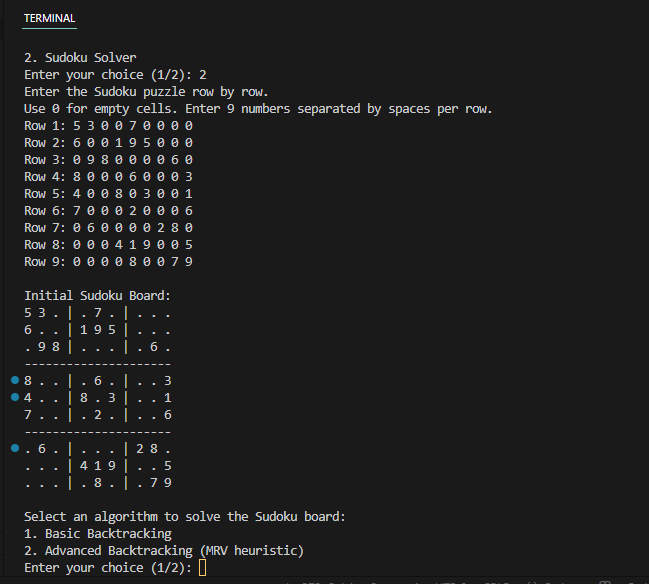 TERMINAL
2. Sudoku Solver
Enter your choice (1/2): 2
Enter the Sudoku puzzle row by row.
Use 0 for empty cells. Enter 9 numbers separated by spaces per row.
Row 1: 5 3 0 0 7 0 0 0 0
Row 2: 6 0 0 1 9 5 0 0 0
Row 3: 0 9 8 0 0 0 0 6 0
Row 4: 8 0 0 0 6 0 0 0 3
Row 5: 4 0 0 8 0 3 0 0 1
Row 6: 7 0 0 0 2 0 0 0 6
Row 7: 0 6 0 0 0 0 2 8 0
Row 8: 0 0 0 4 1 9 0 0 5
Row 9: 0 0 0 0 8 0 0 7 9
Initial Sudoku Board:
5 3 . | . 7 . | . . .
6 . . | 1 9 5 | . . .
. 9 8 | . . . | . 6 .
---------------------
8 . . | . 6 . | . . 3
4 . . | 8 . 3 | . . 1
7 . . | . 2 . | . . 6
---------------------
. 6 . | . . . | 2 8 .
. . . | 4 1 9 | . . 5
. . . | . 8 . | . 7 9
Select an algorithm to solve the Sudoku board:
1. Basic Backtracking
2. Advanced Backtracking (MRV heuristic)
Enter your choice (1/2):